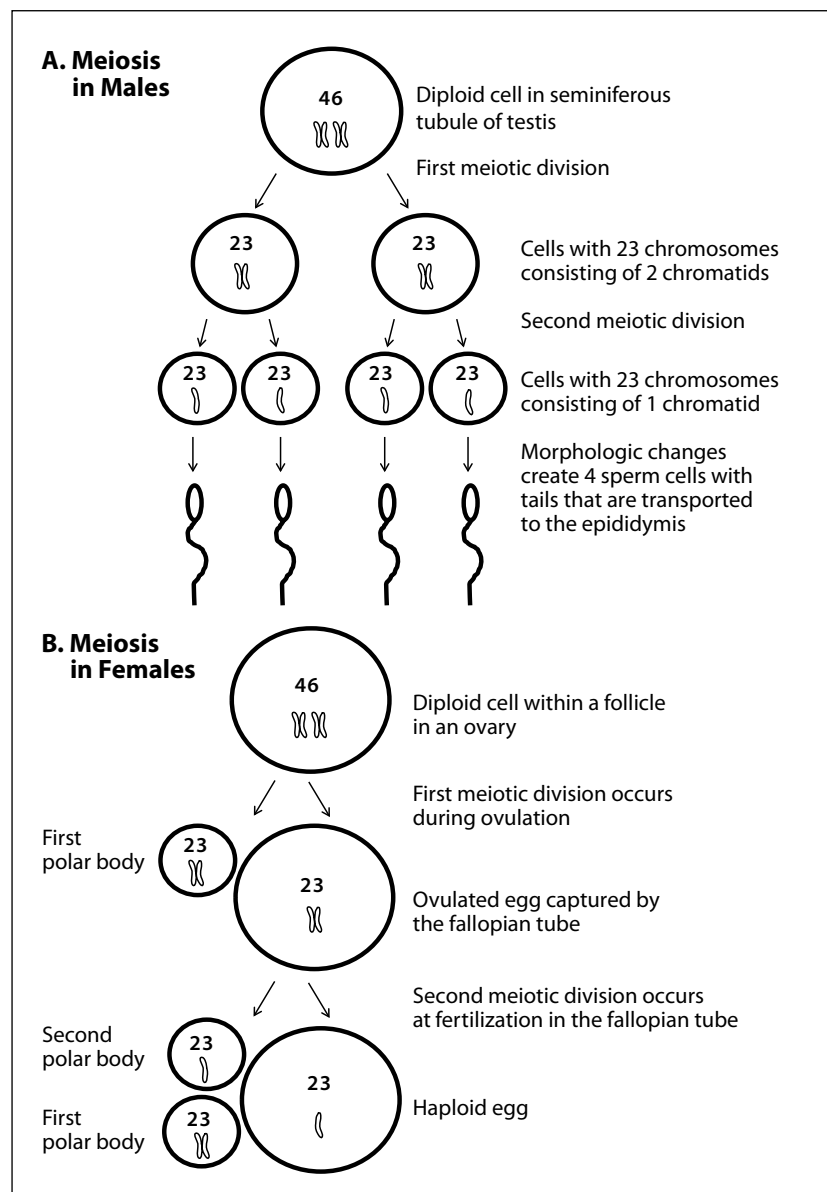 A. Meiosis
in Males
46
Diploid cell in seminiferous
tubule of testis
First meiotic division
23
23
Cells with 23 chromosomes
consisting of 2 chromatids
Second meiotic division
23
23
23
23
Cells with 23 chromosomes
consisting of 1 chromatid
Morphologic changes
create 4 sperm cells with
tails that are transported
to the epididymis
B. Meiosis
in Females
46
Diploid cell within a follicle
in an ovary
First meiotic division occurs
during ovulation
First
polar body
23
23
Ovulated egg captured by
the fallopian tube
Second meiotic division occurs
at fertilization in the fallopian tube
Second
polar body
23
23
Haploid egg
First
polar body
23